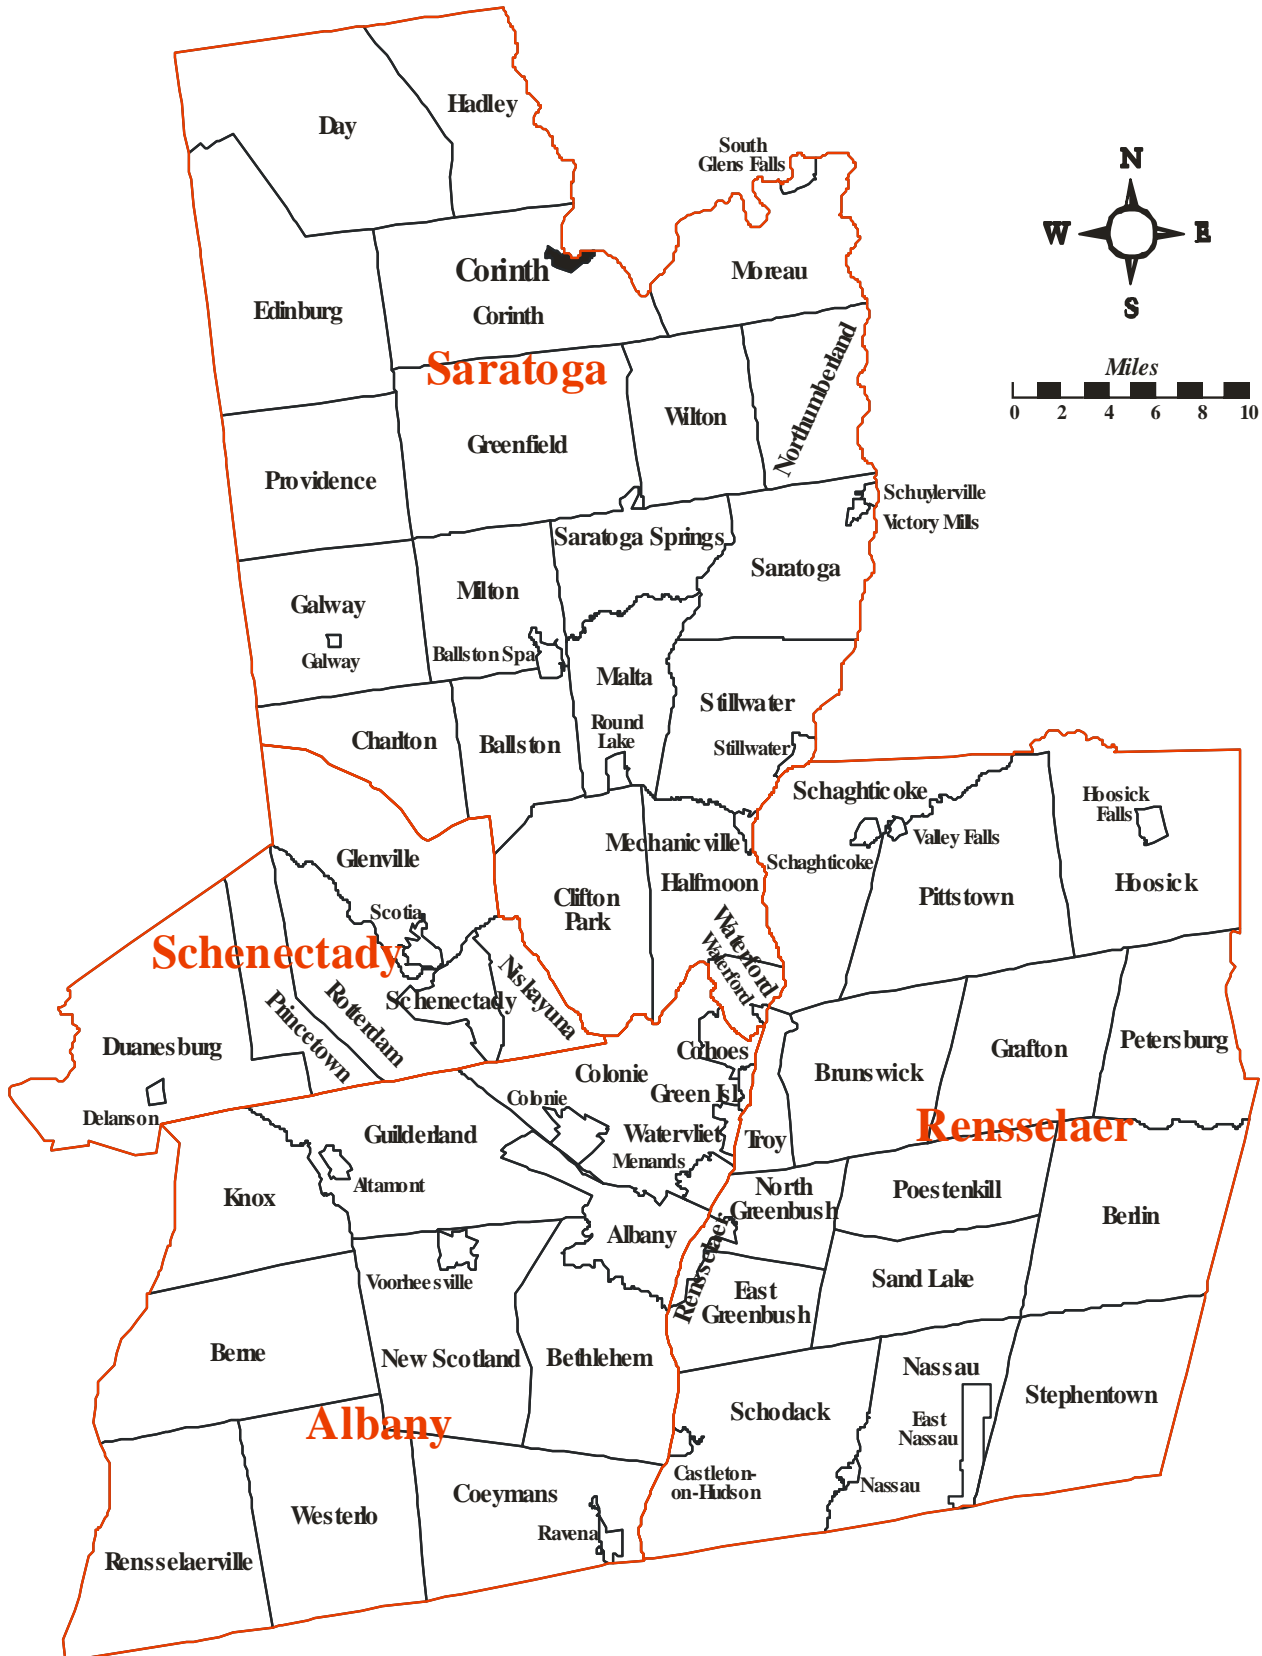 Hadley
Day
South
Glens Falls
N
W
E
S
Corinth
Moreau
Edinburg
Corinth
Northumberland
Saratoga
Miles
0 2 4 6 8 10
Wilton
Greenfield
Providence
Schuylerville
Victory Mills
Saratoga Springs
Saratoga
Milton
Galway
Galway
Ballston Spa
Malta
Stillwater
Round
Lake
Charlton
Ballston
Stillwater
Schaghticoke
Hoosick
Falls
Mechanicville
Valley Falls
Glenville
Schaghticoke
Halfmoon
Hoosick
Clifton
Park
Pittstown
Scotia
Waterford
Waterford
Schenectady
Niskayuna
Schenectady
Rotterdam
Princetown
Duanesburg
Cohoes
Grafton
Petersburg
Colonie
Brunswick
Green Isl.
Colonie
Delanson
Rensselaer
Guilderland
Watervliet
Troy
Menands
Altamont
Knox
North
Greenbush
Poestenkill
Berlin
Albany
Rensselaer
Voorheesville
Sand Lake
East
Greenbush
Berne
New Scotland
Bethlehem
Nassau
Stephentown
Albany
Schodack
East
Nassau
Castleton-
on-Hudson
Nassau
Coeymans
Westerlo
Ravena
Rensselaerville